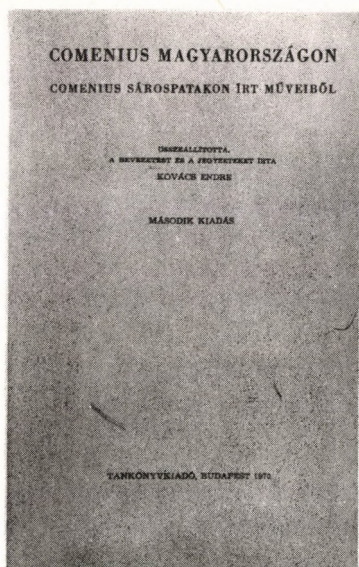 COMENIUS MAGYARORSZÁGON
COMENIUS SÁROSPATAKON ÍRT MŰVEIBŐL
ÖSSZEÁLLÍTOTTA,
A BEVEZETÉST ÉS A JEGYZETEKET ÍRTA
KOVÁCS ENDRE
MÁSODIK KIADÁS
TANKÖNYVKIADÓ, BUDAPEST